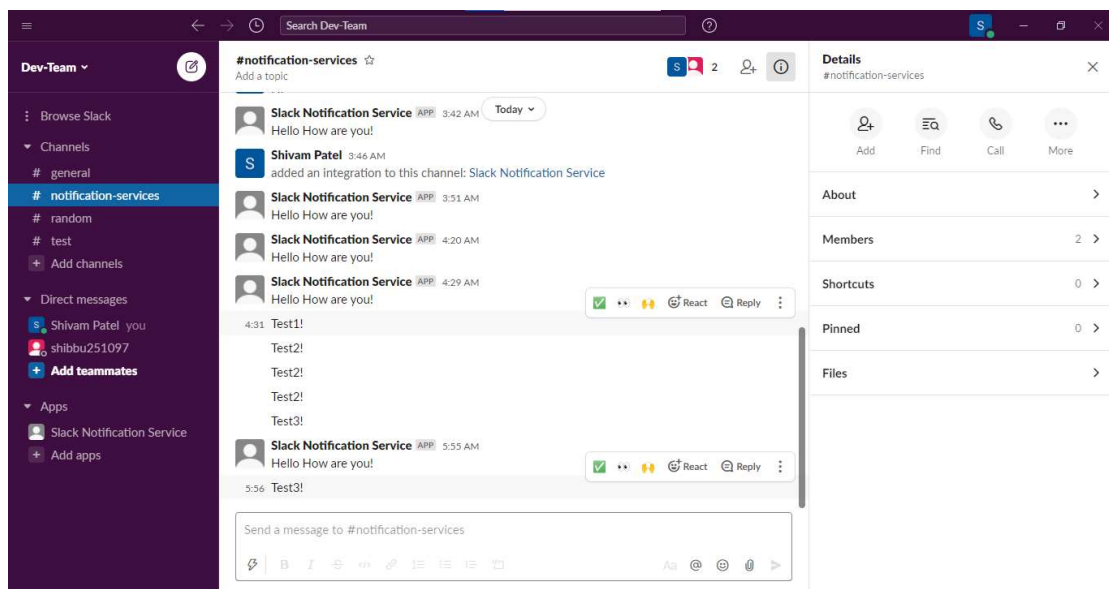 Search Dev-Team
S
Dev-Team
Browse Slack
Channels
# general
# notification-services
# random
# test
+ Add channels
Direct messages
S Shivam Patel you
shibbu251097
+ Add teammates
Apps
Slack Notification Service
+ Add apps
#notification-services
Add a topic
S 2
Today
Slack Notification Service APP 3:42 AM
Hello How are you!
S Shivam Patel 3:46 AM
added an integration to this channel: Slack Notification Service
Slack Notification Service APP 3:51 AM
Hello How are you!
Slack Notification Service APP 4:20 AM
Hello How are you!
Slack Notification Service APP 4:29 AM
Hello How are you!
React Reply
4:31 Test1!
Test2!
Test2!
Test2!
Test3!
Slack Notification Service APP 5:55 AM
Hello How are you!
React Reply
5:56 Test3!
Send a message to #notification-services
B I S Aa @
Details
#notification-services
Add Find Call More
About
Members 2
Shortcuts 0
Pinned 0
Files